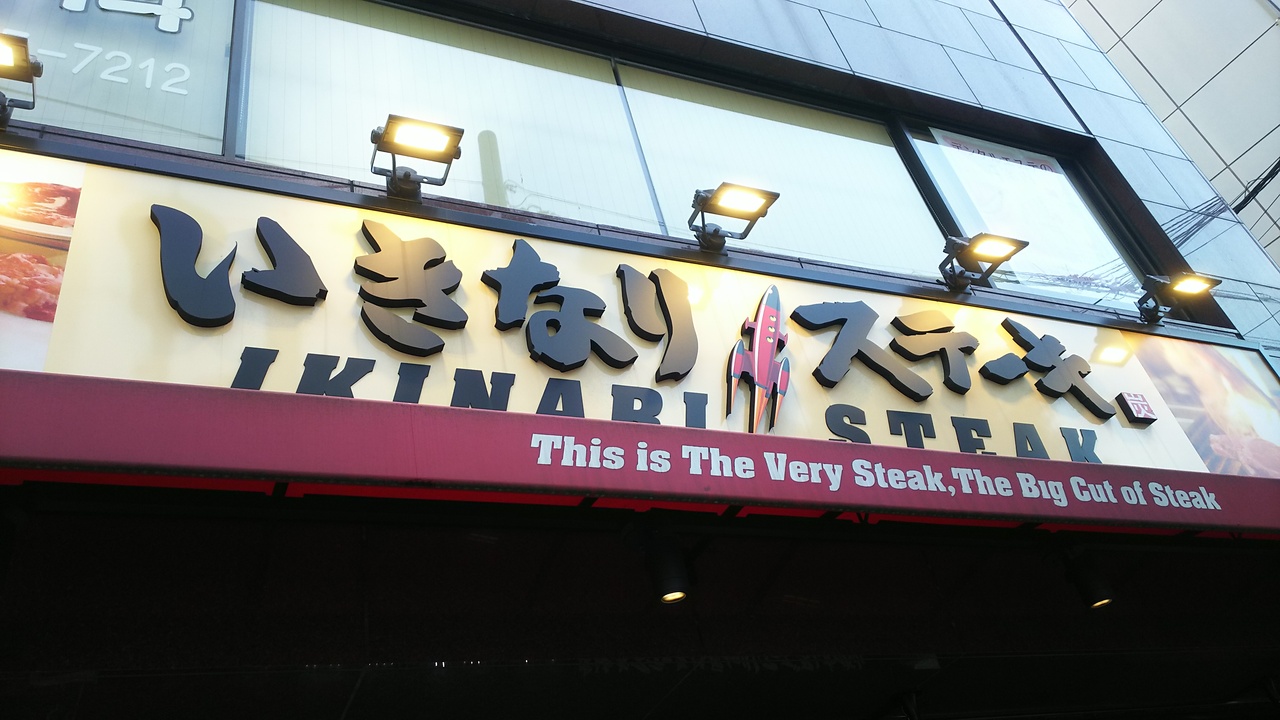 -7212
いきなりステーキ
IKINARI STEAK
This is The Very Steak, The Big Cut of Steak